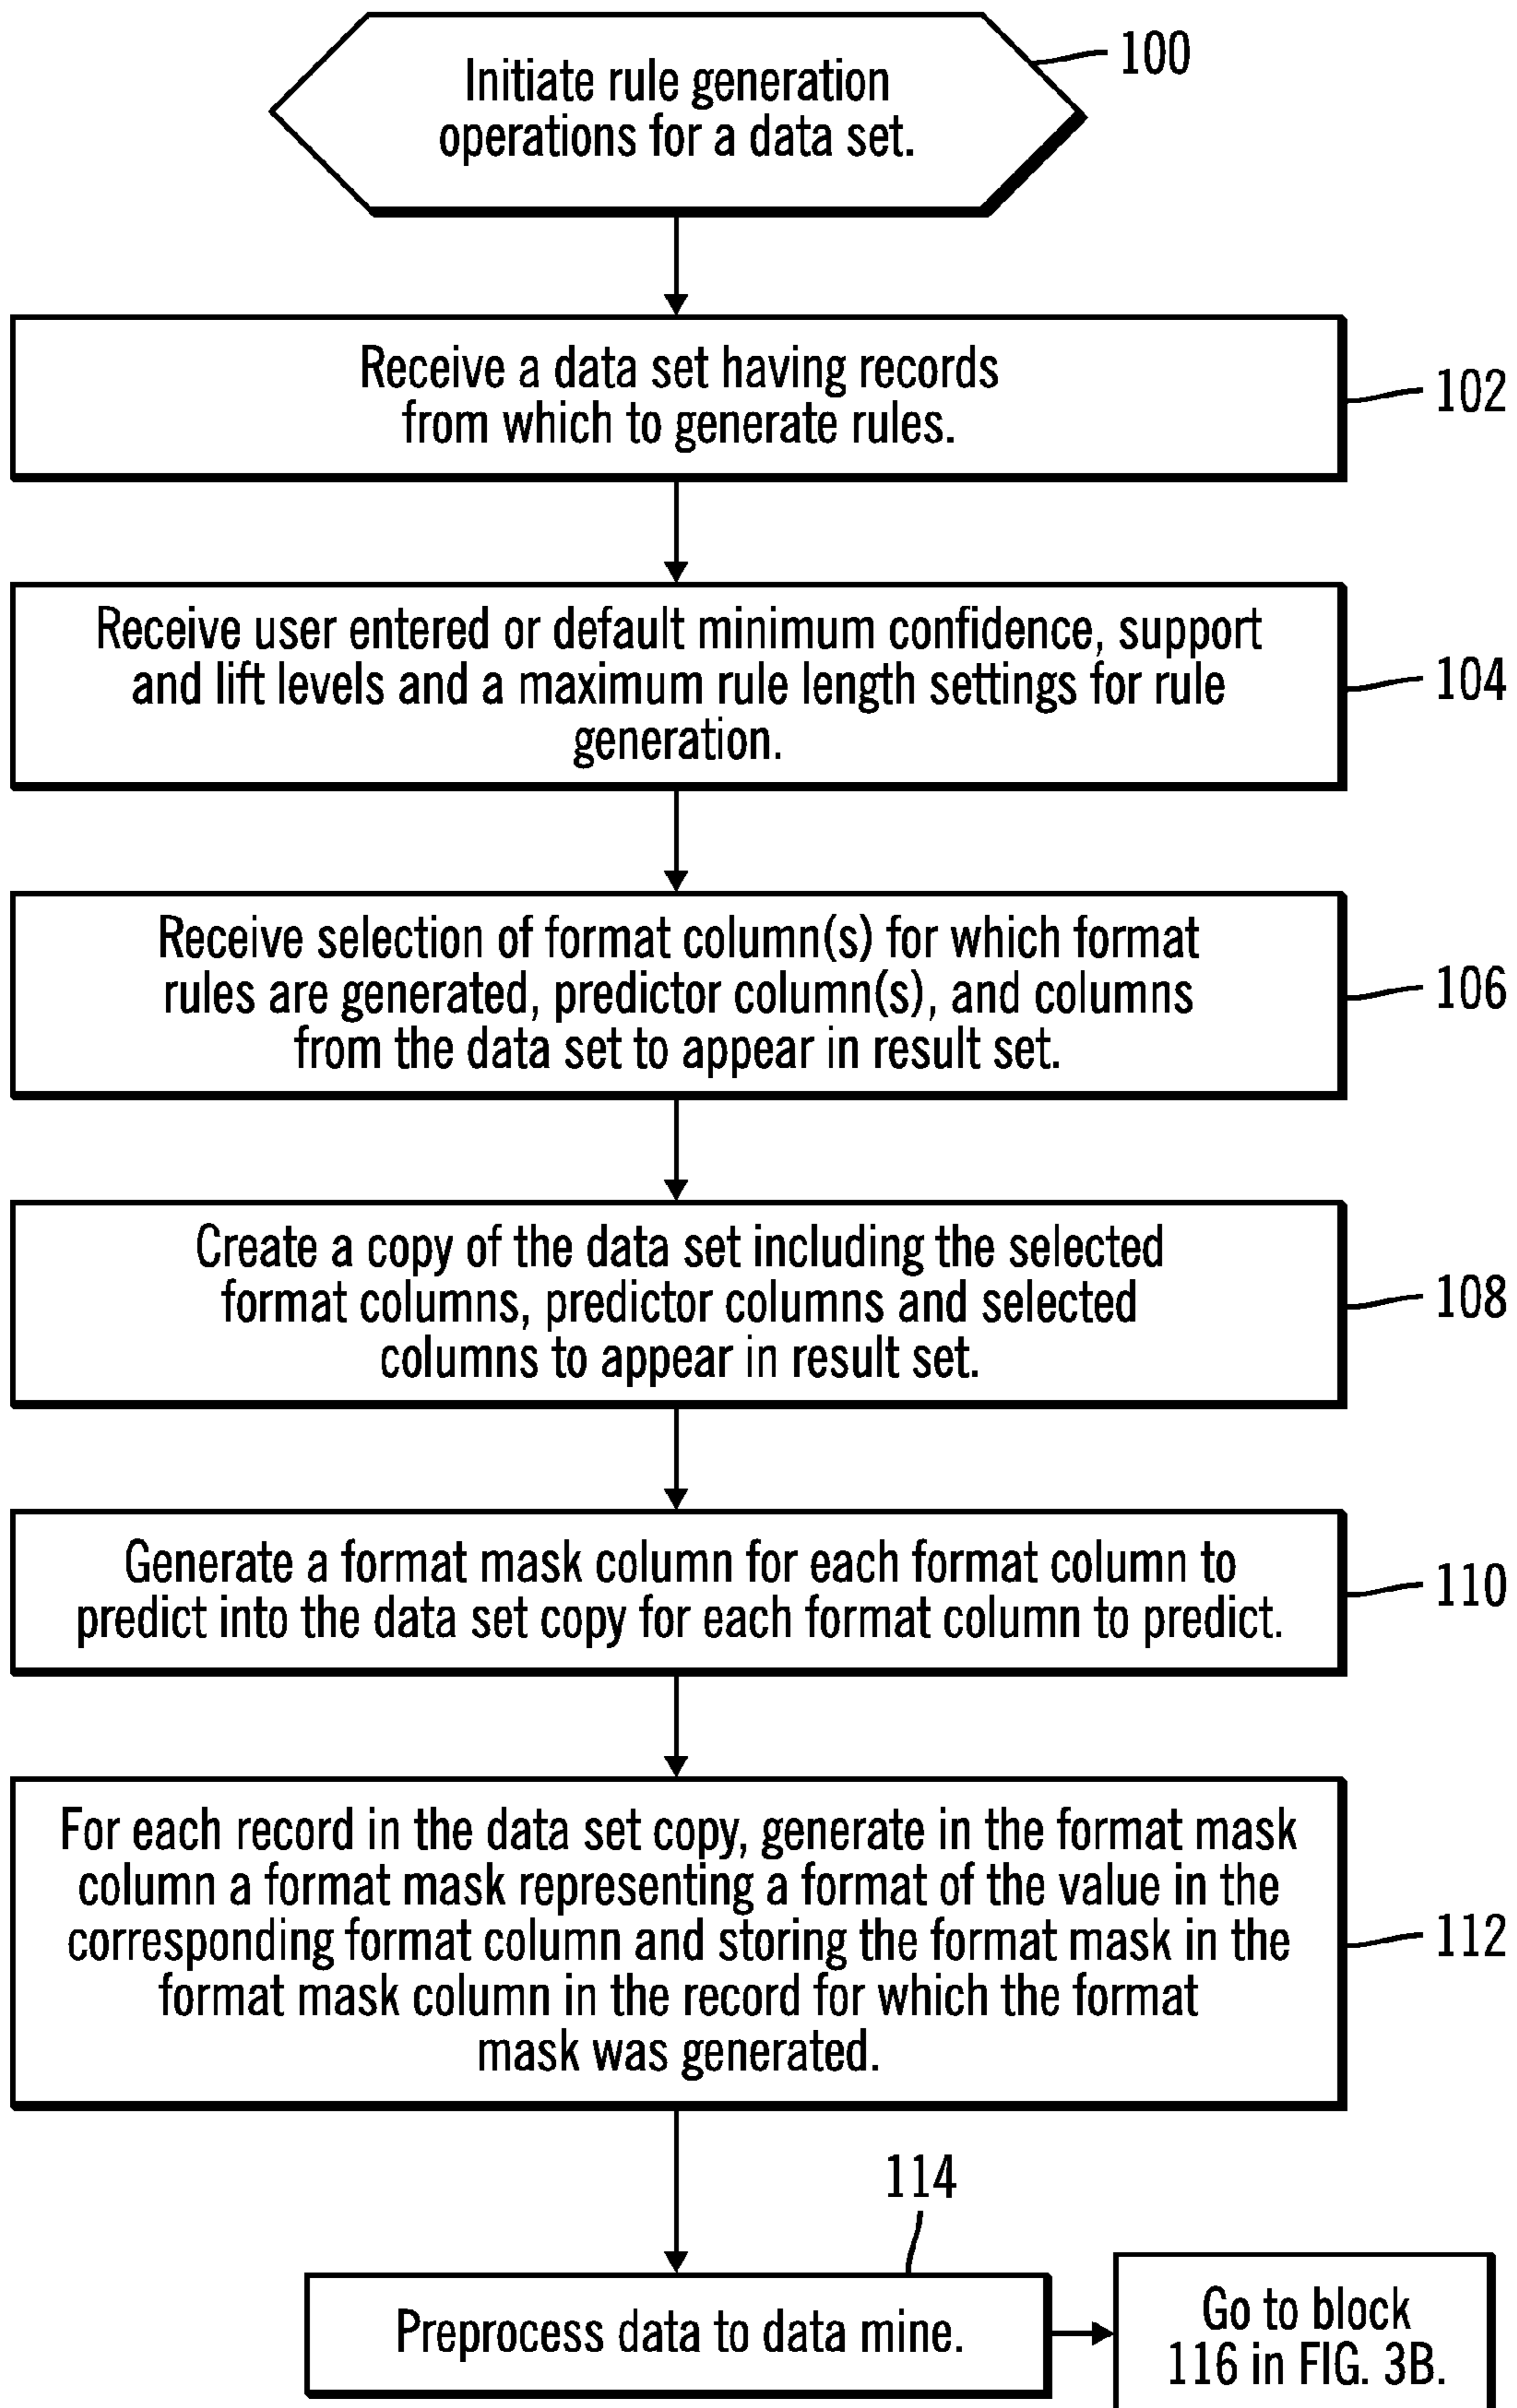 Initiate rule generation
operations for a data set.
100
Receive a data set having records
from which to generate rules.
102
Receive user entered or default minimum confidence, support
and lift levels and a maximum rule length settings for rule
generation.
104
Receive selection of format column(s) for which format
rules are generated, predictor column(s), and columns
from the data set to appear in result set.
106
Create a copy of the data set including the selected
format columns, predictor columns and selected
columns to appear in result set.
108
Generate a format mask column for each format column to
predict into the data set copy for each format column to predict.
110
For each record in the data set copy, generate in the format mask
column a format mask representing a format of the value in the
corresponding format column and storing the format mask in the
format mask column in the record for which the format
mask was generated.
112
114
Preprocess data to data mine.
Go to block
116 in FIG. 3B.